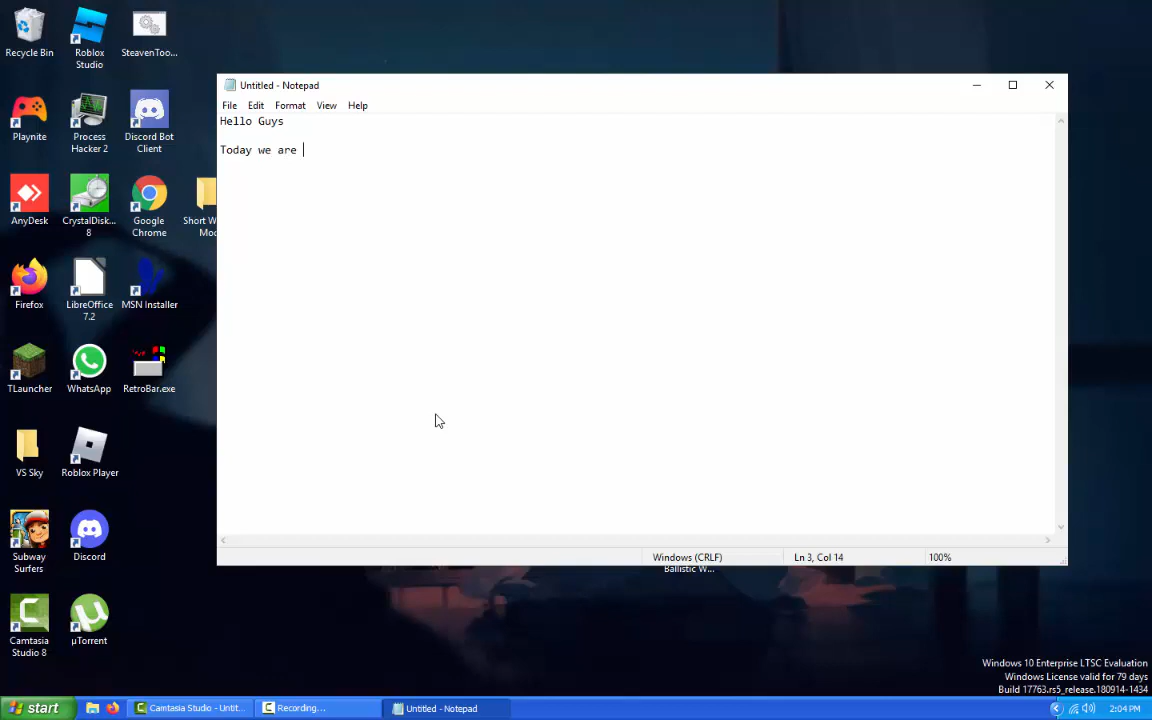 Recycle Bin
Roblox Studio
SteavenToo...
Untitled - Notepad
File Edit Format View Help
Hello Guys
Today we are
Playnite
Process Hacker 2
Discord Bot Client
AnyDesk
CrystalDisk... 8
Google Chrome
Short W
Mod
Firefox
LibreOffice 7.2
MSN Installer
TLauncher
WhatsApp
RetroBar.exe
VS Sky
Roblox Player
Subway Surfers
Discord
Windows (CRLF) Ln 3, Col 14 100%
Ballistic W...
Camtasia Studio 8
µTorrent
Windows 10 Enterprise LTSC Evaluation
Windows License valid for 79 days
Build 17763.rs5_release.180914-1434
start
Camtasia Studio - Untit...
Recording...
Untitled - Notepad
2:04 PM